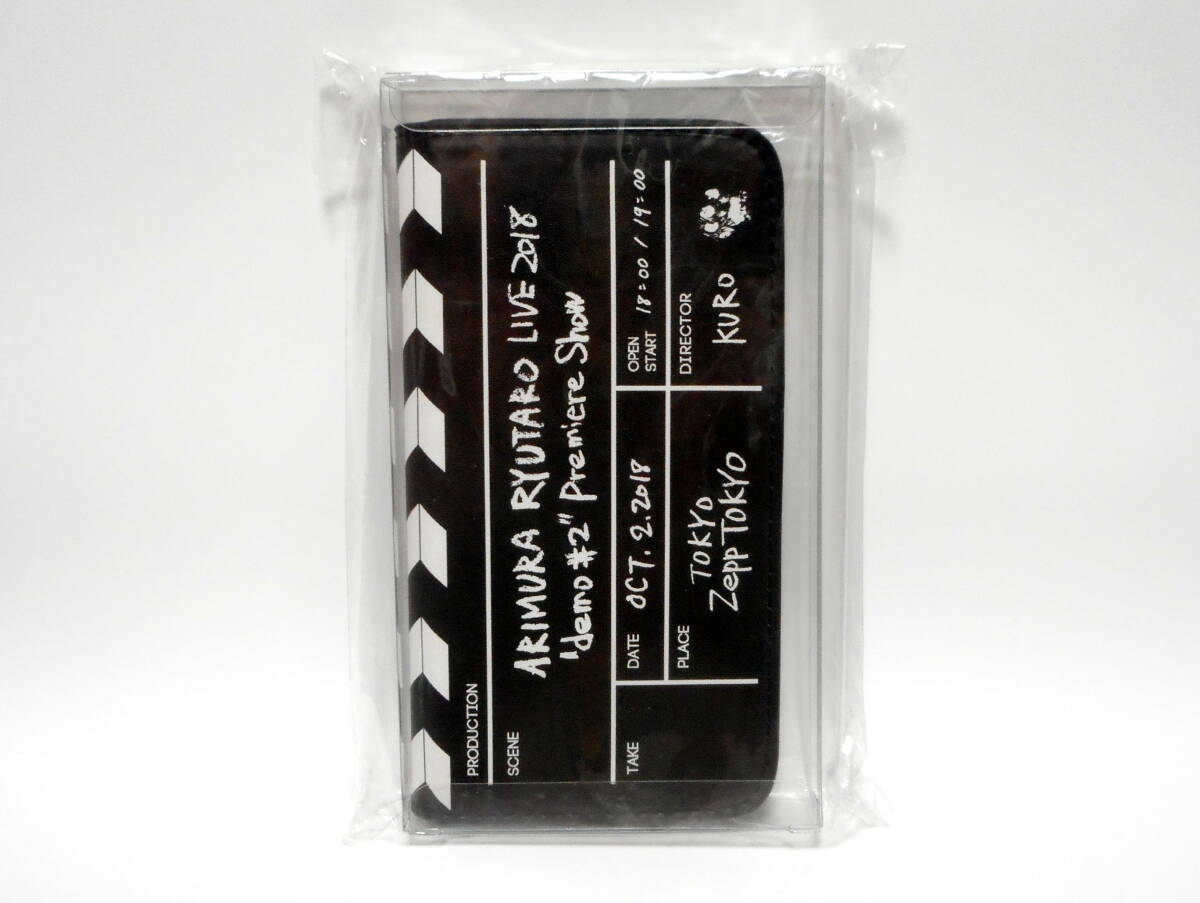 PRODUCTION
SCENE
ARIMURA RYUTARO LIVE 2018
"demo #2" Premiere Show
TAKE
DATE
OCT. 2. 2018
OPEN
START
18:00 / 19:00
PLACE
TOKYO
Zepp TOKYO
DIRECTOR
KURO